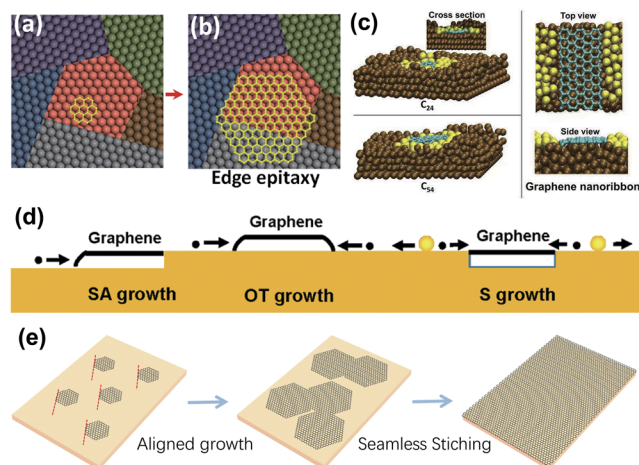 (a)
(b)
Edge epitaxy
(c)
Cross section
C24
C54
Top view
Side view
Graphene nanoribbon
(d)
Graphene
Graphene
Graphene
SA growth
OT growth
S growth
(e)
Aligned growth
Seamless Stiching